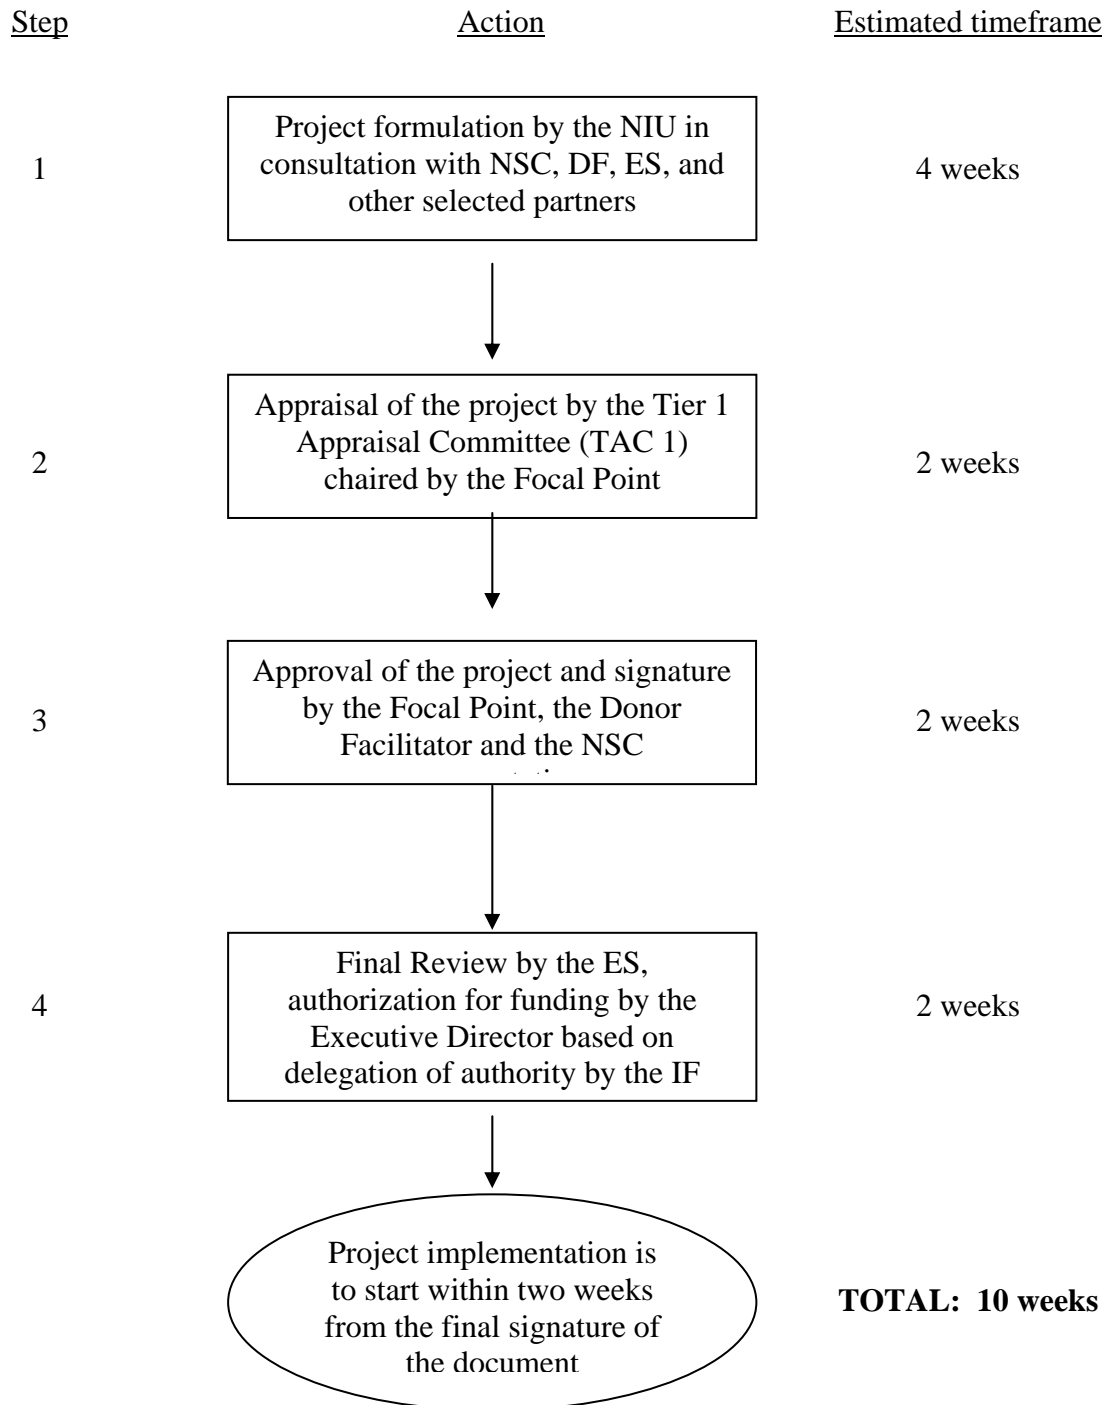 Step Action Estimated timeframe
Project formulation by the NIU in
1 consultation with NSC, DF, ES, and 4 weeks
other selected partners
Appraisal of the project by the Tier 1
Appraisal Committee (TAC 1)
2 chaired by the Focal Point 2 weeks
Approval of the project and signature
by the Focal Point, the Donor
3 Facilitator and the NSC 2 weeks
Final Review by the ES,
4 authorization for funding by the 2 weeks
Executive Director based on
delegation of authority by the IF
Project implementation is
to start within two weeks
TOTAL: 10 weeks
from the final signature of
the document